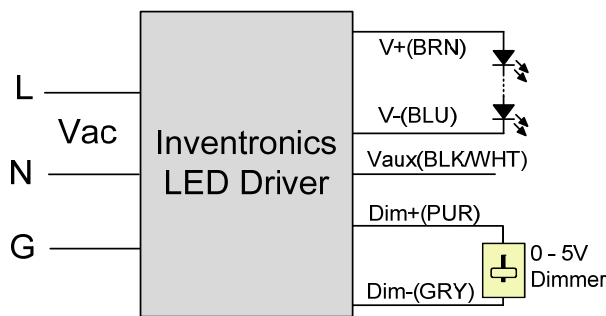 L
Vac
N
G
Inventronics
LED Driver
V+(BRN)
V-(BLU)
Vaux(BLK/WHT)
Dim+(PUR)
Dim-(GRY)
0 - 5V
Dimmer